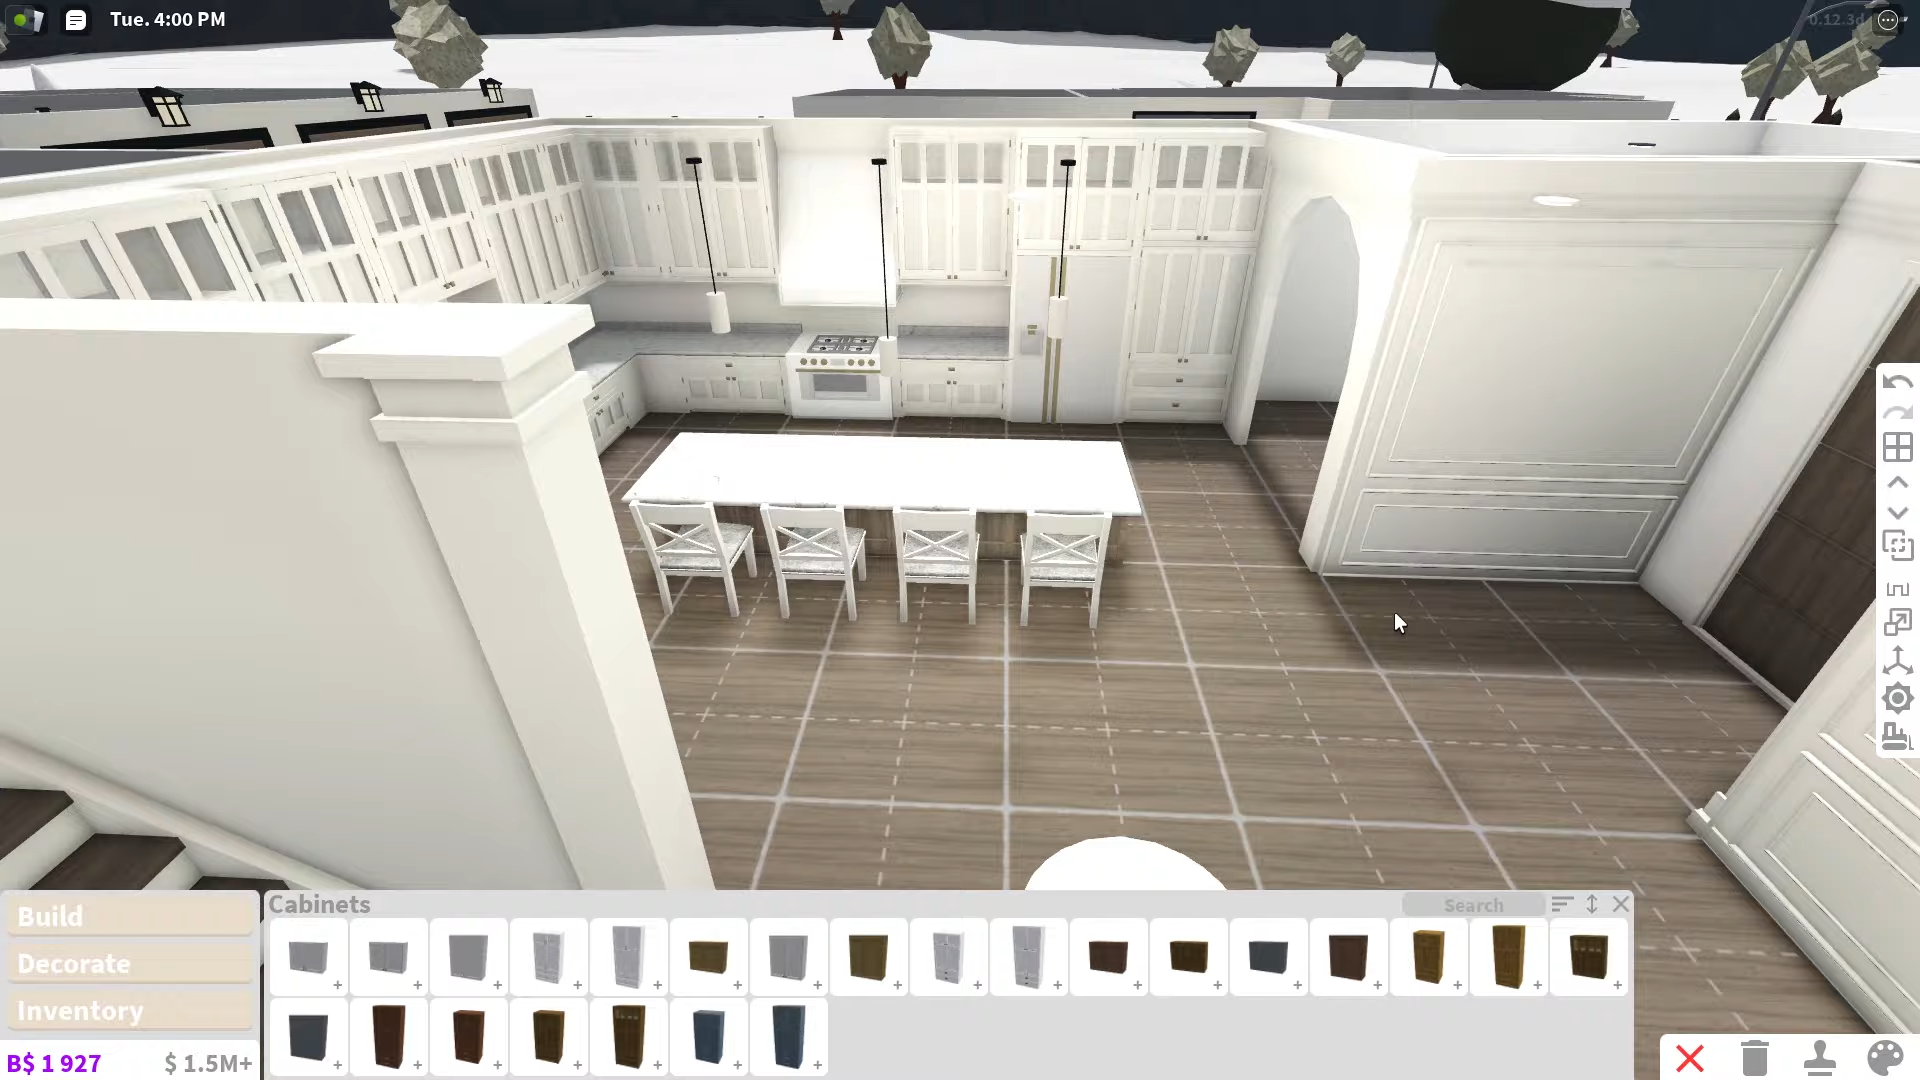 Tue. 4:00 PM
0.12.3d
Cabinets
Search
Build
Decorate
Inventory
B$ 1 927
$ 1.5M+